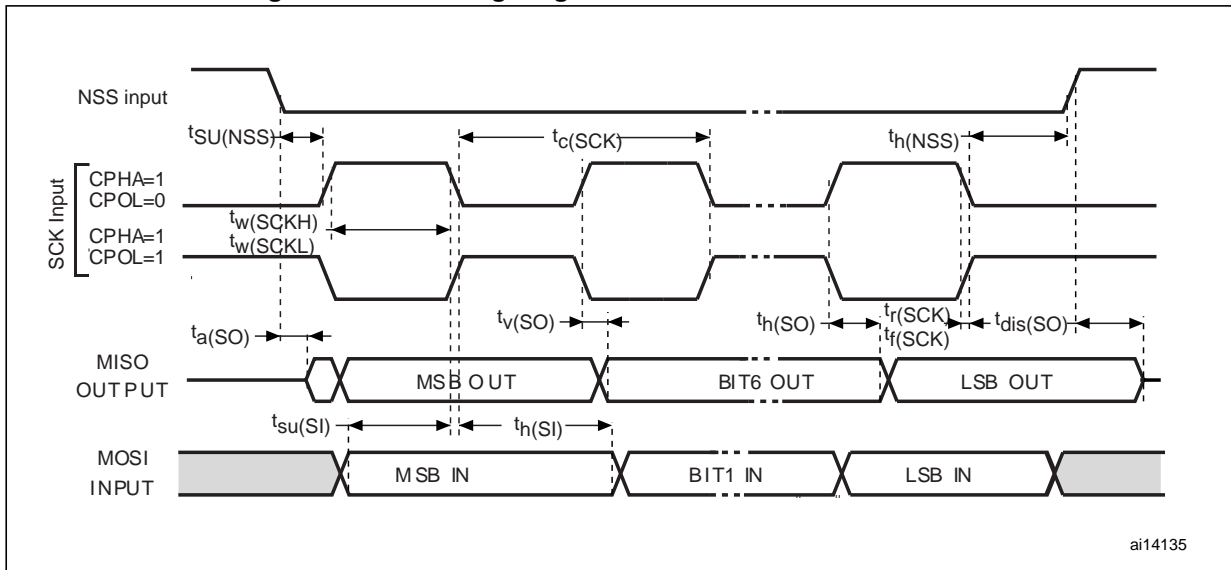 NSS input
tSU(NSS)
tc(SCK)
th(NSS)
SCK Input
CPHA=1
CPOL=0
tw(SCKH)
CPHA=1
tw(SCKL)
CPOL=1
ta(SO)
tv(SO)
th(SO)
tr(SCK)
tf(SCK)
tdis(SO)
MISO
OUTPUT
MSB OUT
BIT6 OUT
LSB OUT
tsu(SI)
th(SI)
MOSI
INPUT
MSB IN
BIT1 IN
LSB IN
ai14135